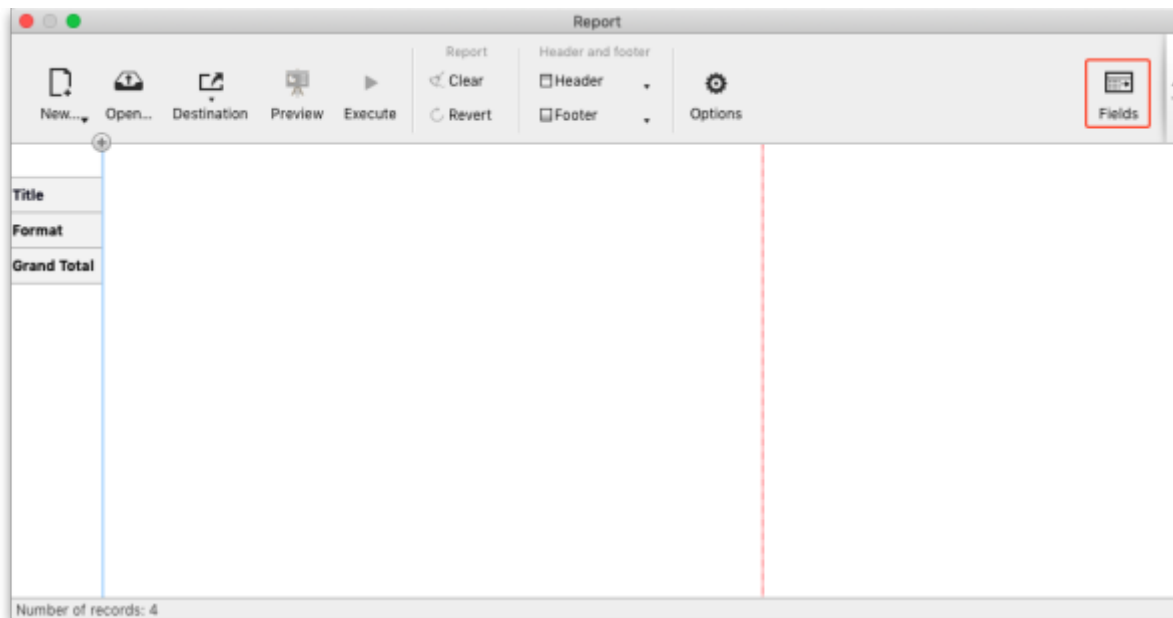 Report
Report
Header and footer
Clear
Header
New...
Open...
Destination
Preview
Execute
Revert
Footer
Options
Fields
Title
Format
Grand Total
Number of records: 4